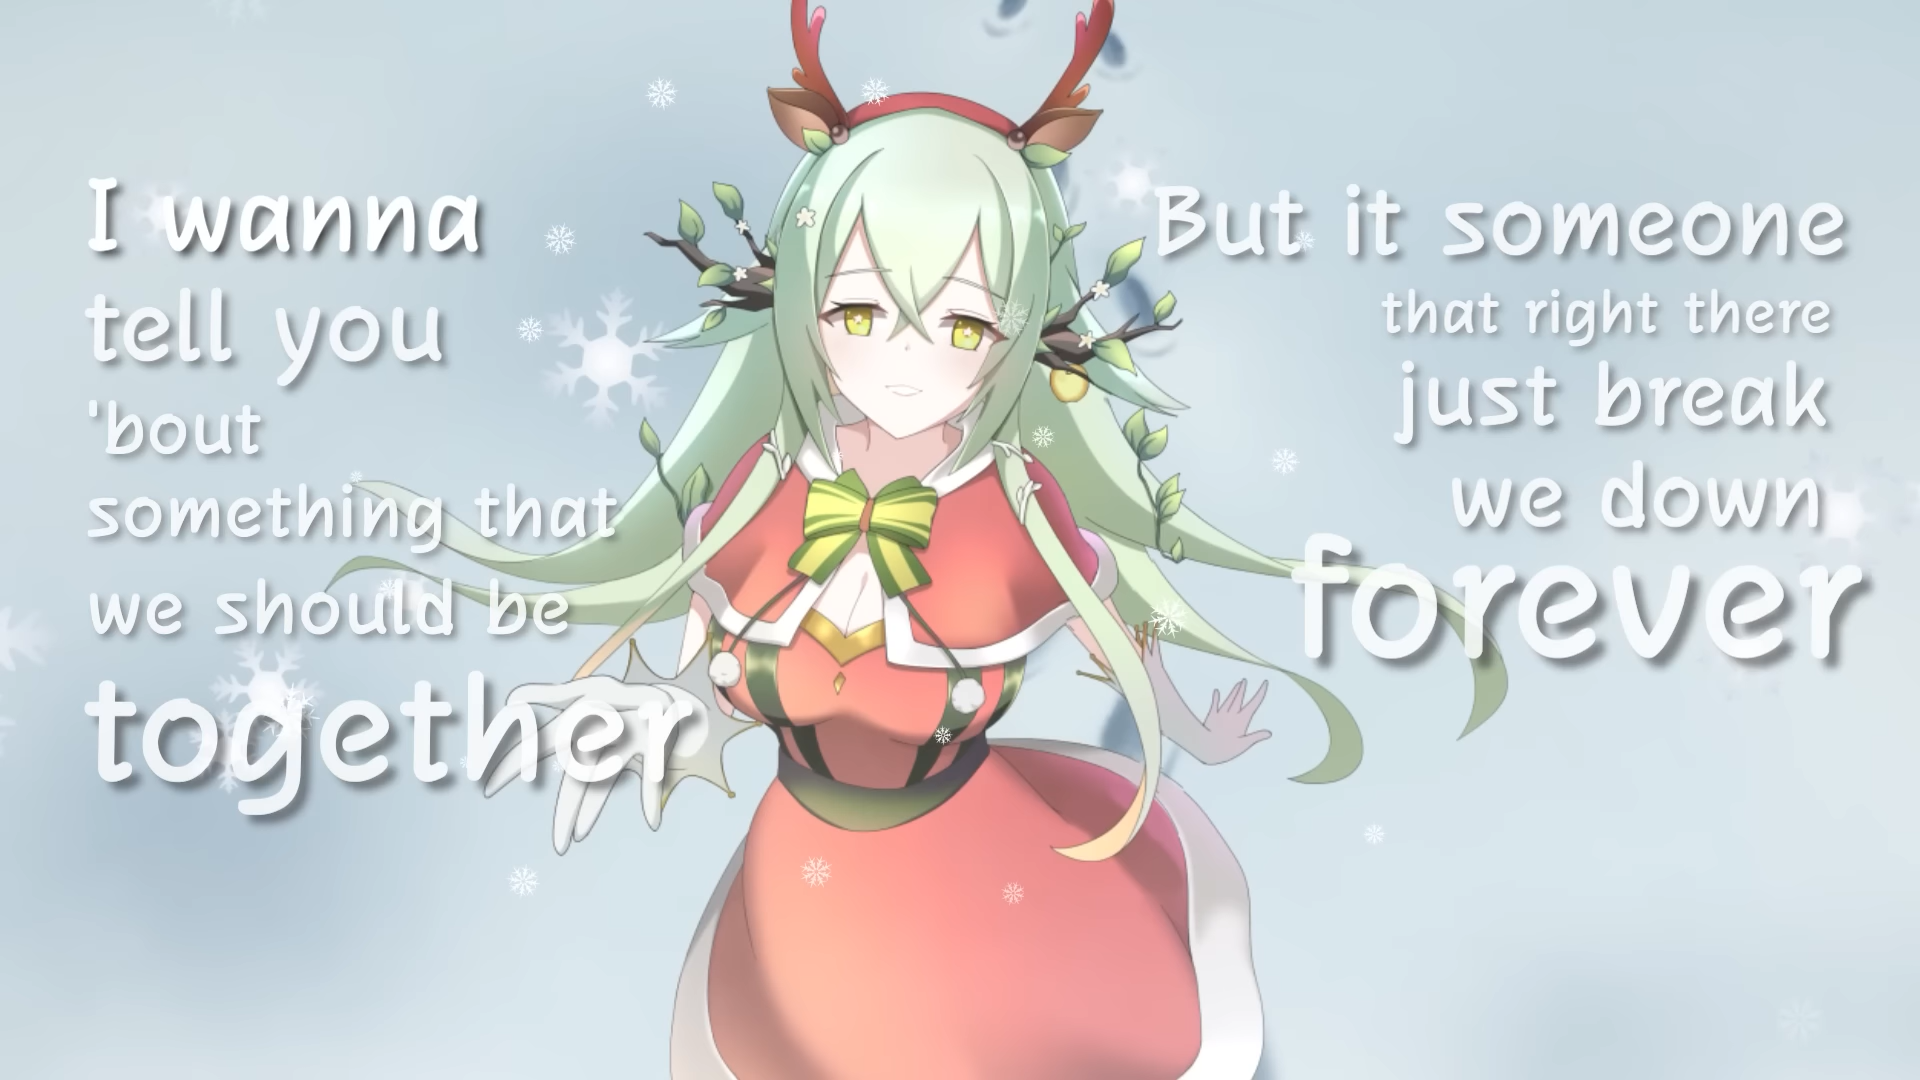 I wanna
tell you
'bout
something that
we should be
together
But it someone
that right there
just break
we down
forever